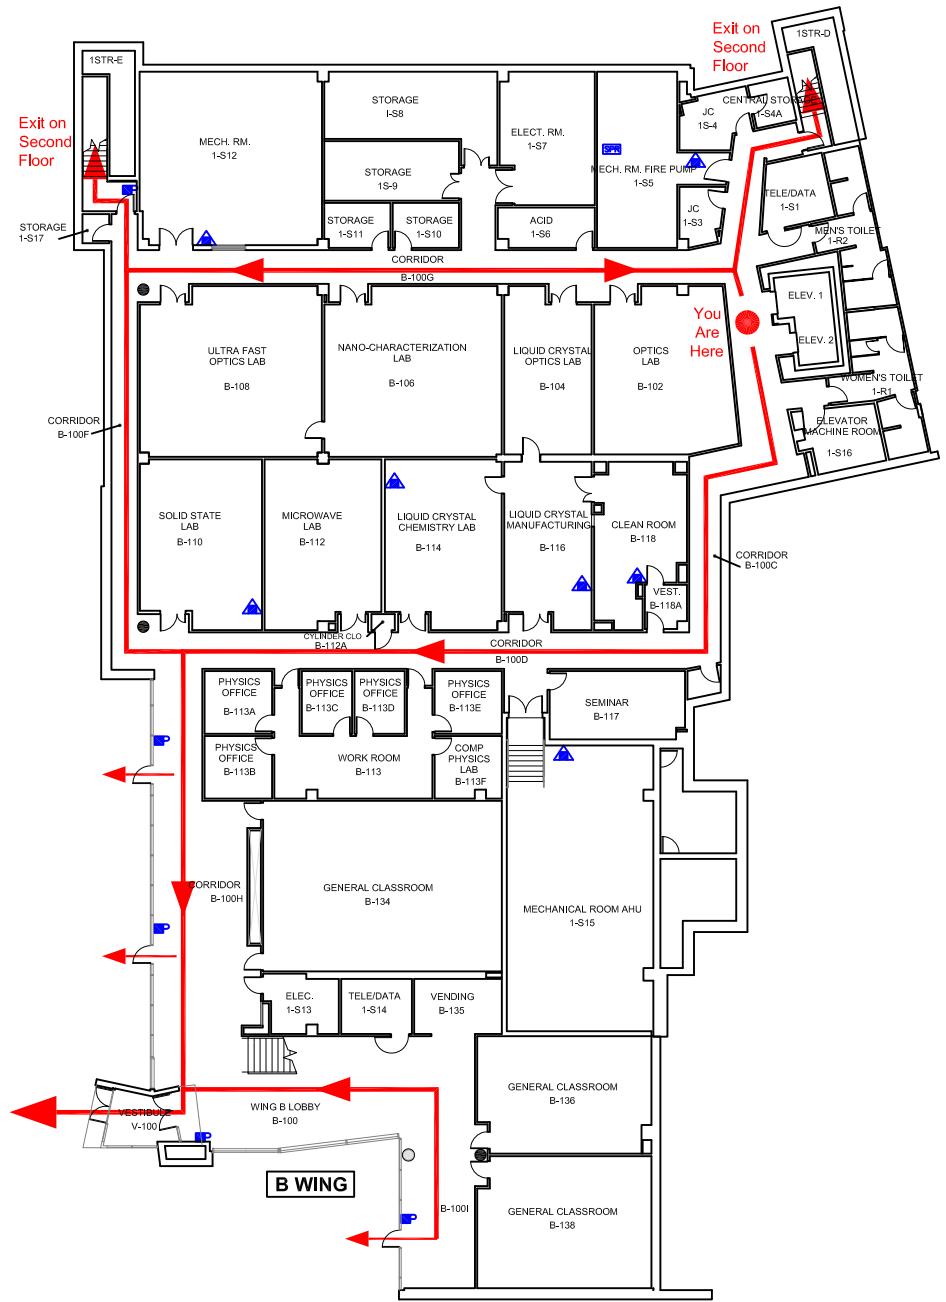 Exit on
Second
Floor
1STR-D
1STR-E
STORAGE
I-S8
CENTRAL STORAGE
1-S4A
JC
1S-4
ELECT. RM.
1-S7
Exit on
Second
Floor
MECH. RM.
1-S12
SPR
MECH. RM. FIRE PUMP
1-S5
STORAGE
1S-9
TELE/DATA
1-S1
JC
1-S3
STORAGE
1-S11
STORAGE
1-S10
ACID
1-S6
STORAGE
1-S17
MEN'S TOILET
1-R2
CORRIDOR
B-100G
ELEV. 1
You
Are
Here
ELEV. 2
ULTRA FAST
OPTICS LAB
B-108
NANO-CHARACTERIZATION
LAB
B-106
LIQUID CRYSTAL
OPTICS LAB
B-104
OPTICS
LAB
B-102
WOMEN'S TOILET
1-R1
CORRIDOR
B-100F
ELEVATOR
MACHINE ROOM
1-S16
SOLID STATE
LAB
B-110
MICROWAVE
LAB
B-112
LIQUID CRYSTAL
CHEMISTRY LAB
B-114
LIQUID CRYSTAL
MANUFACTURING
B-116
CLEAN ROOM
B-118
CORRIDOR
B-100C
VEST.
B-118A
CYLINDER CLO
B-112A
CORRIDOR
B-100D
PHYSICS
OFFICE
B-113A
PHYSICS
OFFICE
B-113C
PHYSICS
OFFICE
B-113D
PHYSICS
OFFICE
B-113E
SEMINAR
B-117
PHYSICS
OFFICE
B-113B
WORK ROOM
B-113
COMP
PHYSICS
LAB
B-113F
CORRIDOR
B-100H
GENERAL CLASSROOM
B-134
MECHANICAL ROOM AHU
1-S15
ELEC.
1-S13
TELE/DATA
1-S14
VENDING
B-135
VESTIBULE
V-100
WING B LOBBY
B-100
GENERAL CLASSROOM
B-136
B WING
B-100I
GENERAL CLASSROOM
B-138